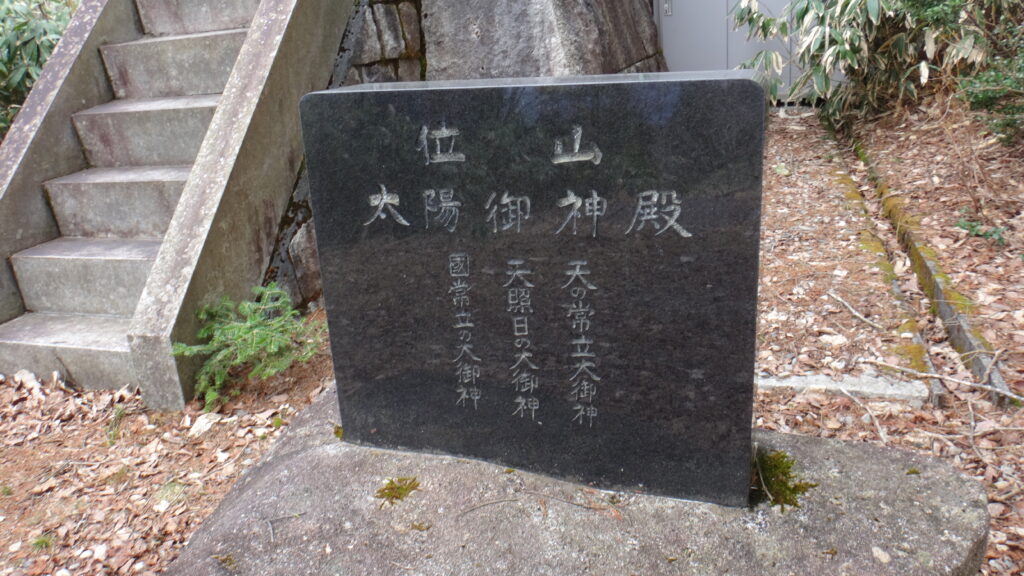 位山
太陽御神殿
天の常立大御神
天照日の大御神、
國常立の大御神